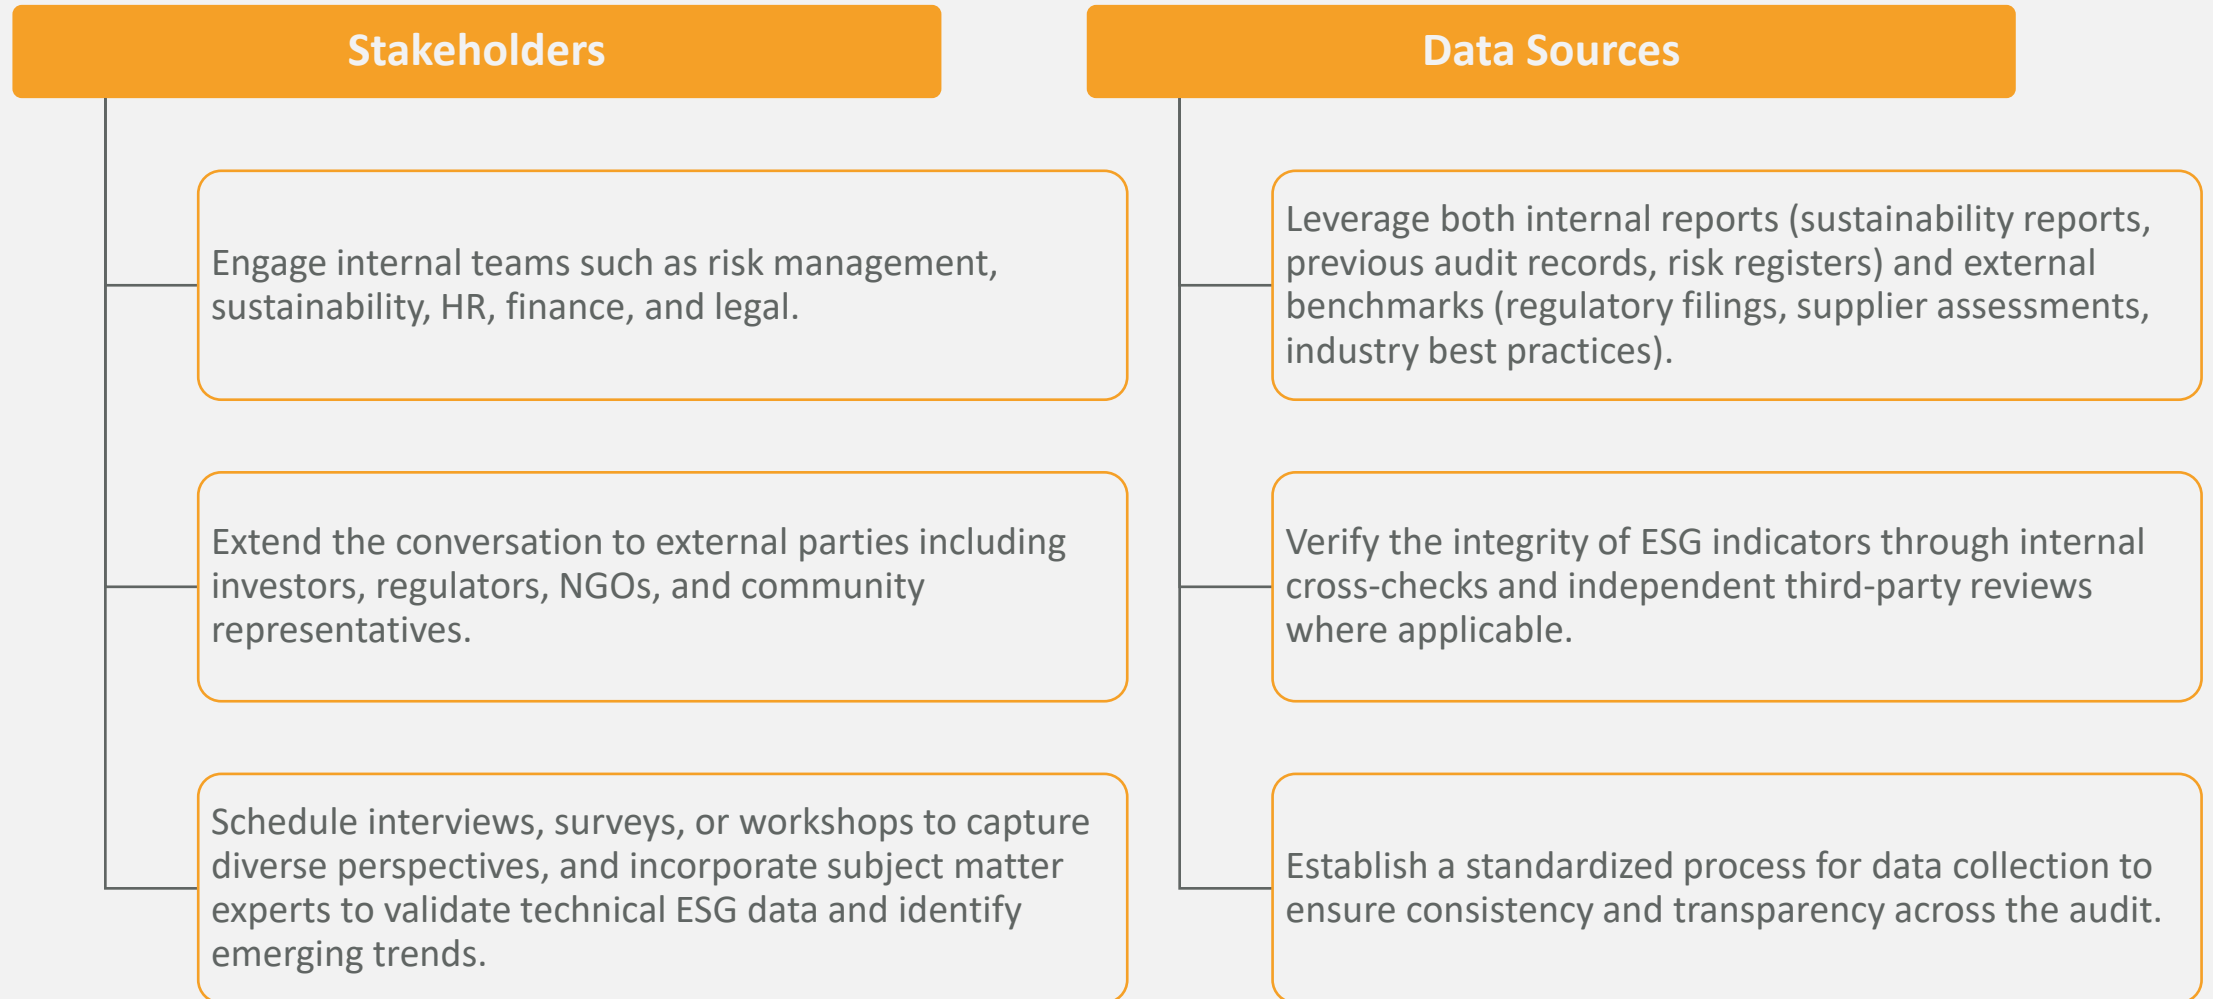 Stakeholders
Engage internal teams such as risk management,
sustainability, HR, finance, and legal.
Extend the conversation to external parties including
investors, regulators, NGOs, and community
representatives.
Schedule interviews, surveys, or workshops to capture
diverse perspectives, and incorporate subject matter
experts to validate technical ESG data and identify
emerging trends.
Data Sources
Leverage both internal reports (sustainability reports,
previous audit records, risk registers) and external
benchmarks (regulatory filings, supplier assessments,
industry best practices).
Verify the integrity of ESG indicators through internal
cross-checks and independent third-party reviews
where applicable.
Establish a standardized process for data collection to
ensure consistency and transparency across the audit.